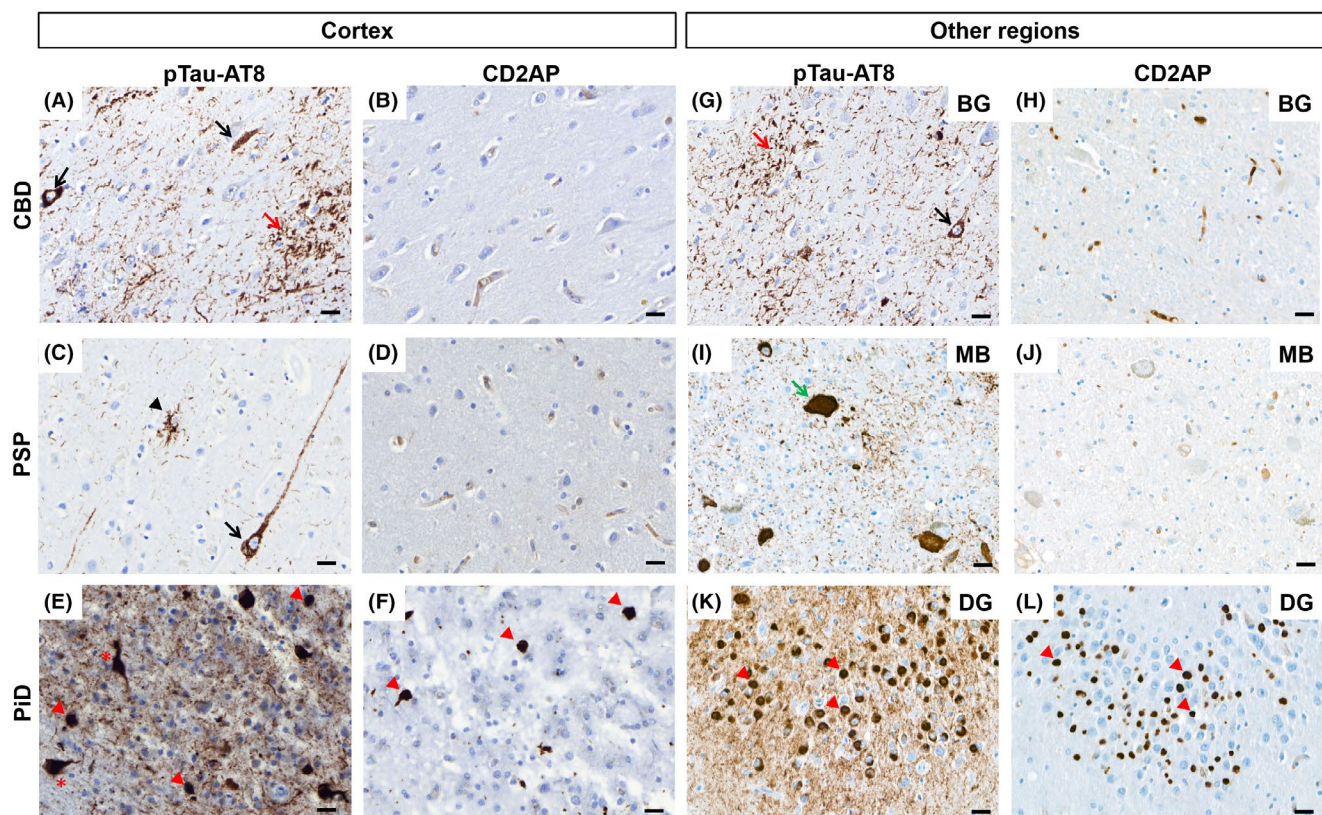 Cortex
Other regions
pTau-AT8
CD2AP
pTau-AT8
CD2AP
CBD
(A)
(B)
(G)
BG
(H)
BG
PSP
(C)
(D)
(I)
MB
(J)
MB
PiD
(E)
*
*
(F)
(K)
DG
(L)
DG